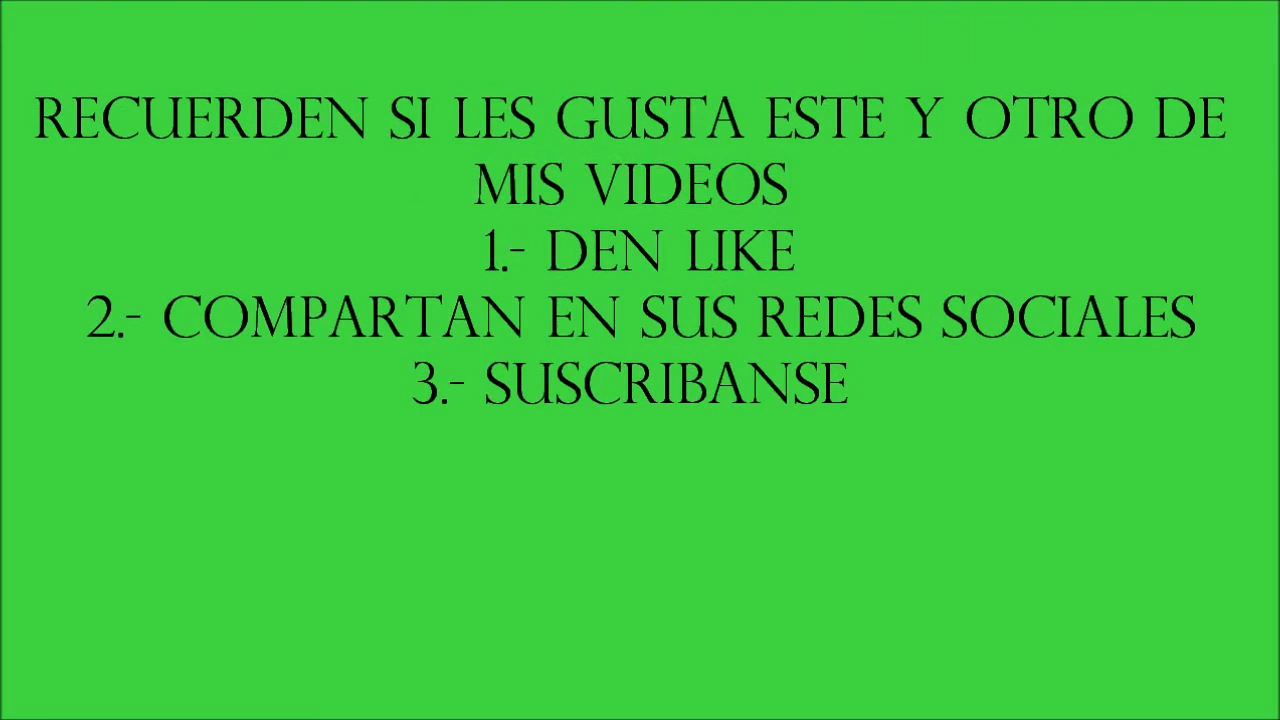 RECUERDEN SI LES GUSTA ESTE Y OTRO DE
MIS VIDEOS
1.- DEN LIKE
2.- COMPARTAN EN SUS REDES SOCIALES
3.- SUSCRIBANSE